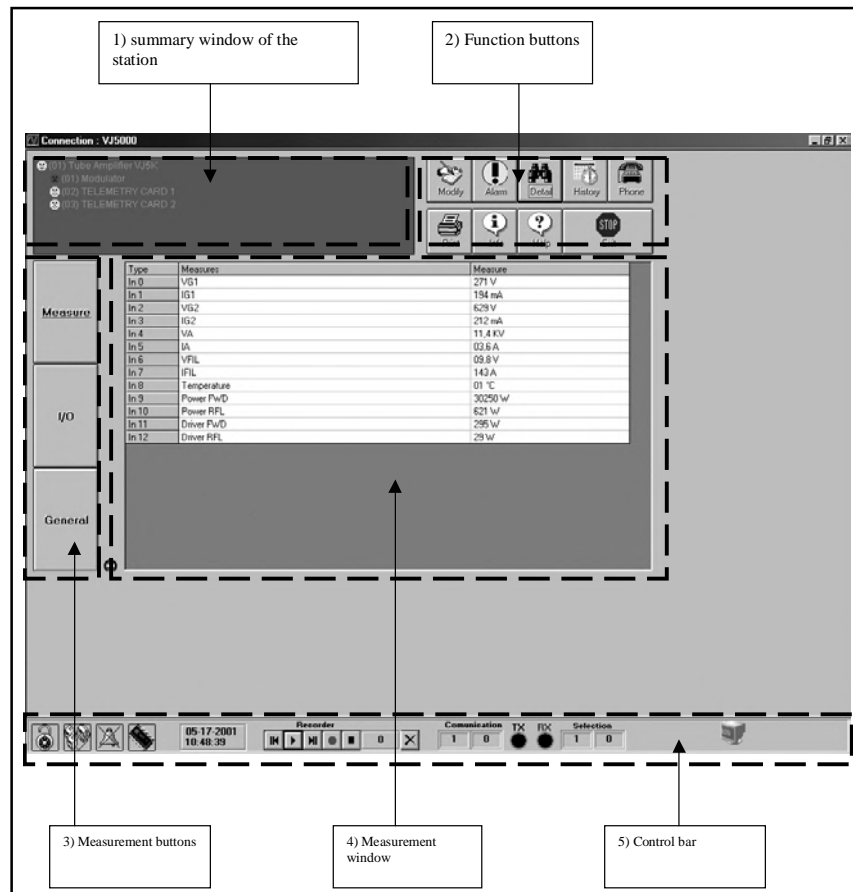 1) summary window of the
station
2) Function buttons
Connection : VJ5000
(01) Tube Amplifier VJ5K
(01) Modulator
(02) TELEMETRY CARD 1
(03) TELEMETRY CARD 2
Modify Alarm Detail History Phone
Print Info Help STOP
Exit
Measure
I/O
General
Type Measures Measure
In 0 VG1 271 V
In 1 IG1 194 mA
In 2 VG2 629 V
In 3 IG2 212 mA
In 4 VA 11,4 KV
In 5 IA 03.6 A
In 6 VFIL 09.8 V
In 7 IFIL 143 A
In 8 Temperature 01 °C
In 9 Power FWD 30250 W
In 10 Power RFL 621 W
In 11 Driver FWD 295 W
In 12 Driver RFL 29 W
05-17-2001
10:48:39
Recorder
0
Comunication TX RX Selection
1 0 1 0
3) Measurement buttons
4) Measurement
window
5) Control bar